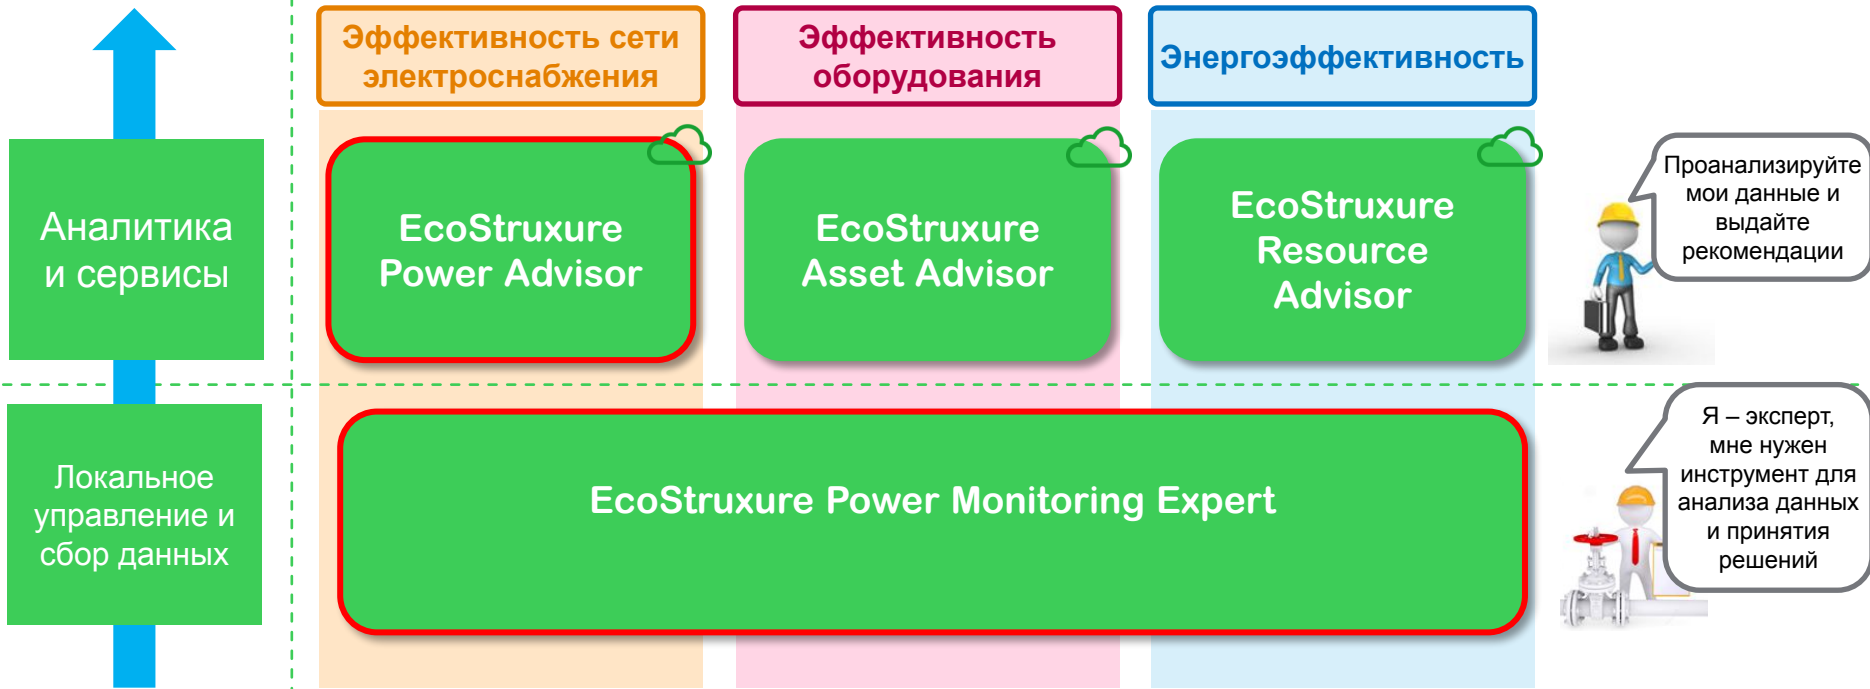 Эффективность сети
электроснабжения
Эффективность
оборудования
Энергоэффективность
Аналитика
и сервисы
EcoStruxure
Power Advisor
EcoStruxure
Asset Advisor
EcoStruxure
Resource
Advisor
Проанализируйте
мои данные и
выдайте
рекомендации
Локальное
управление и
сбор данных
EcoStruxure Power Monitoring Expert
Я – эксперт,
мне нужен
инструмент для
анализа данных
и принятия
решений